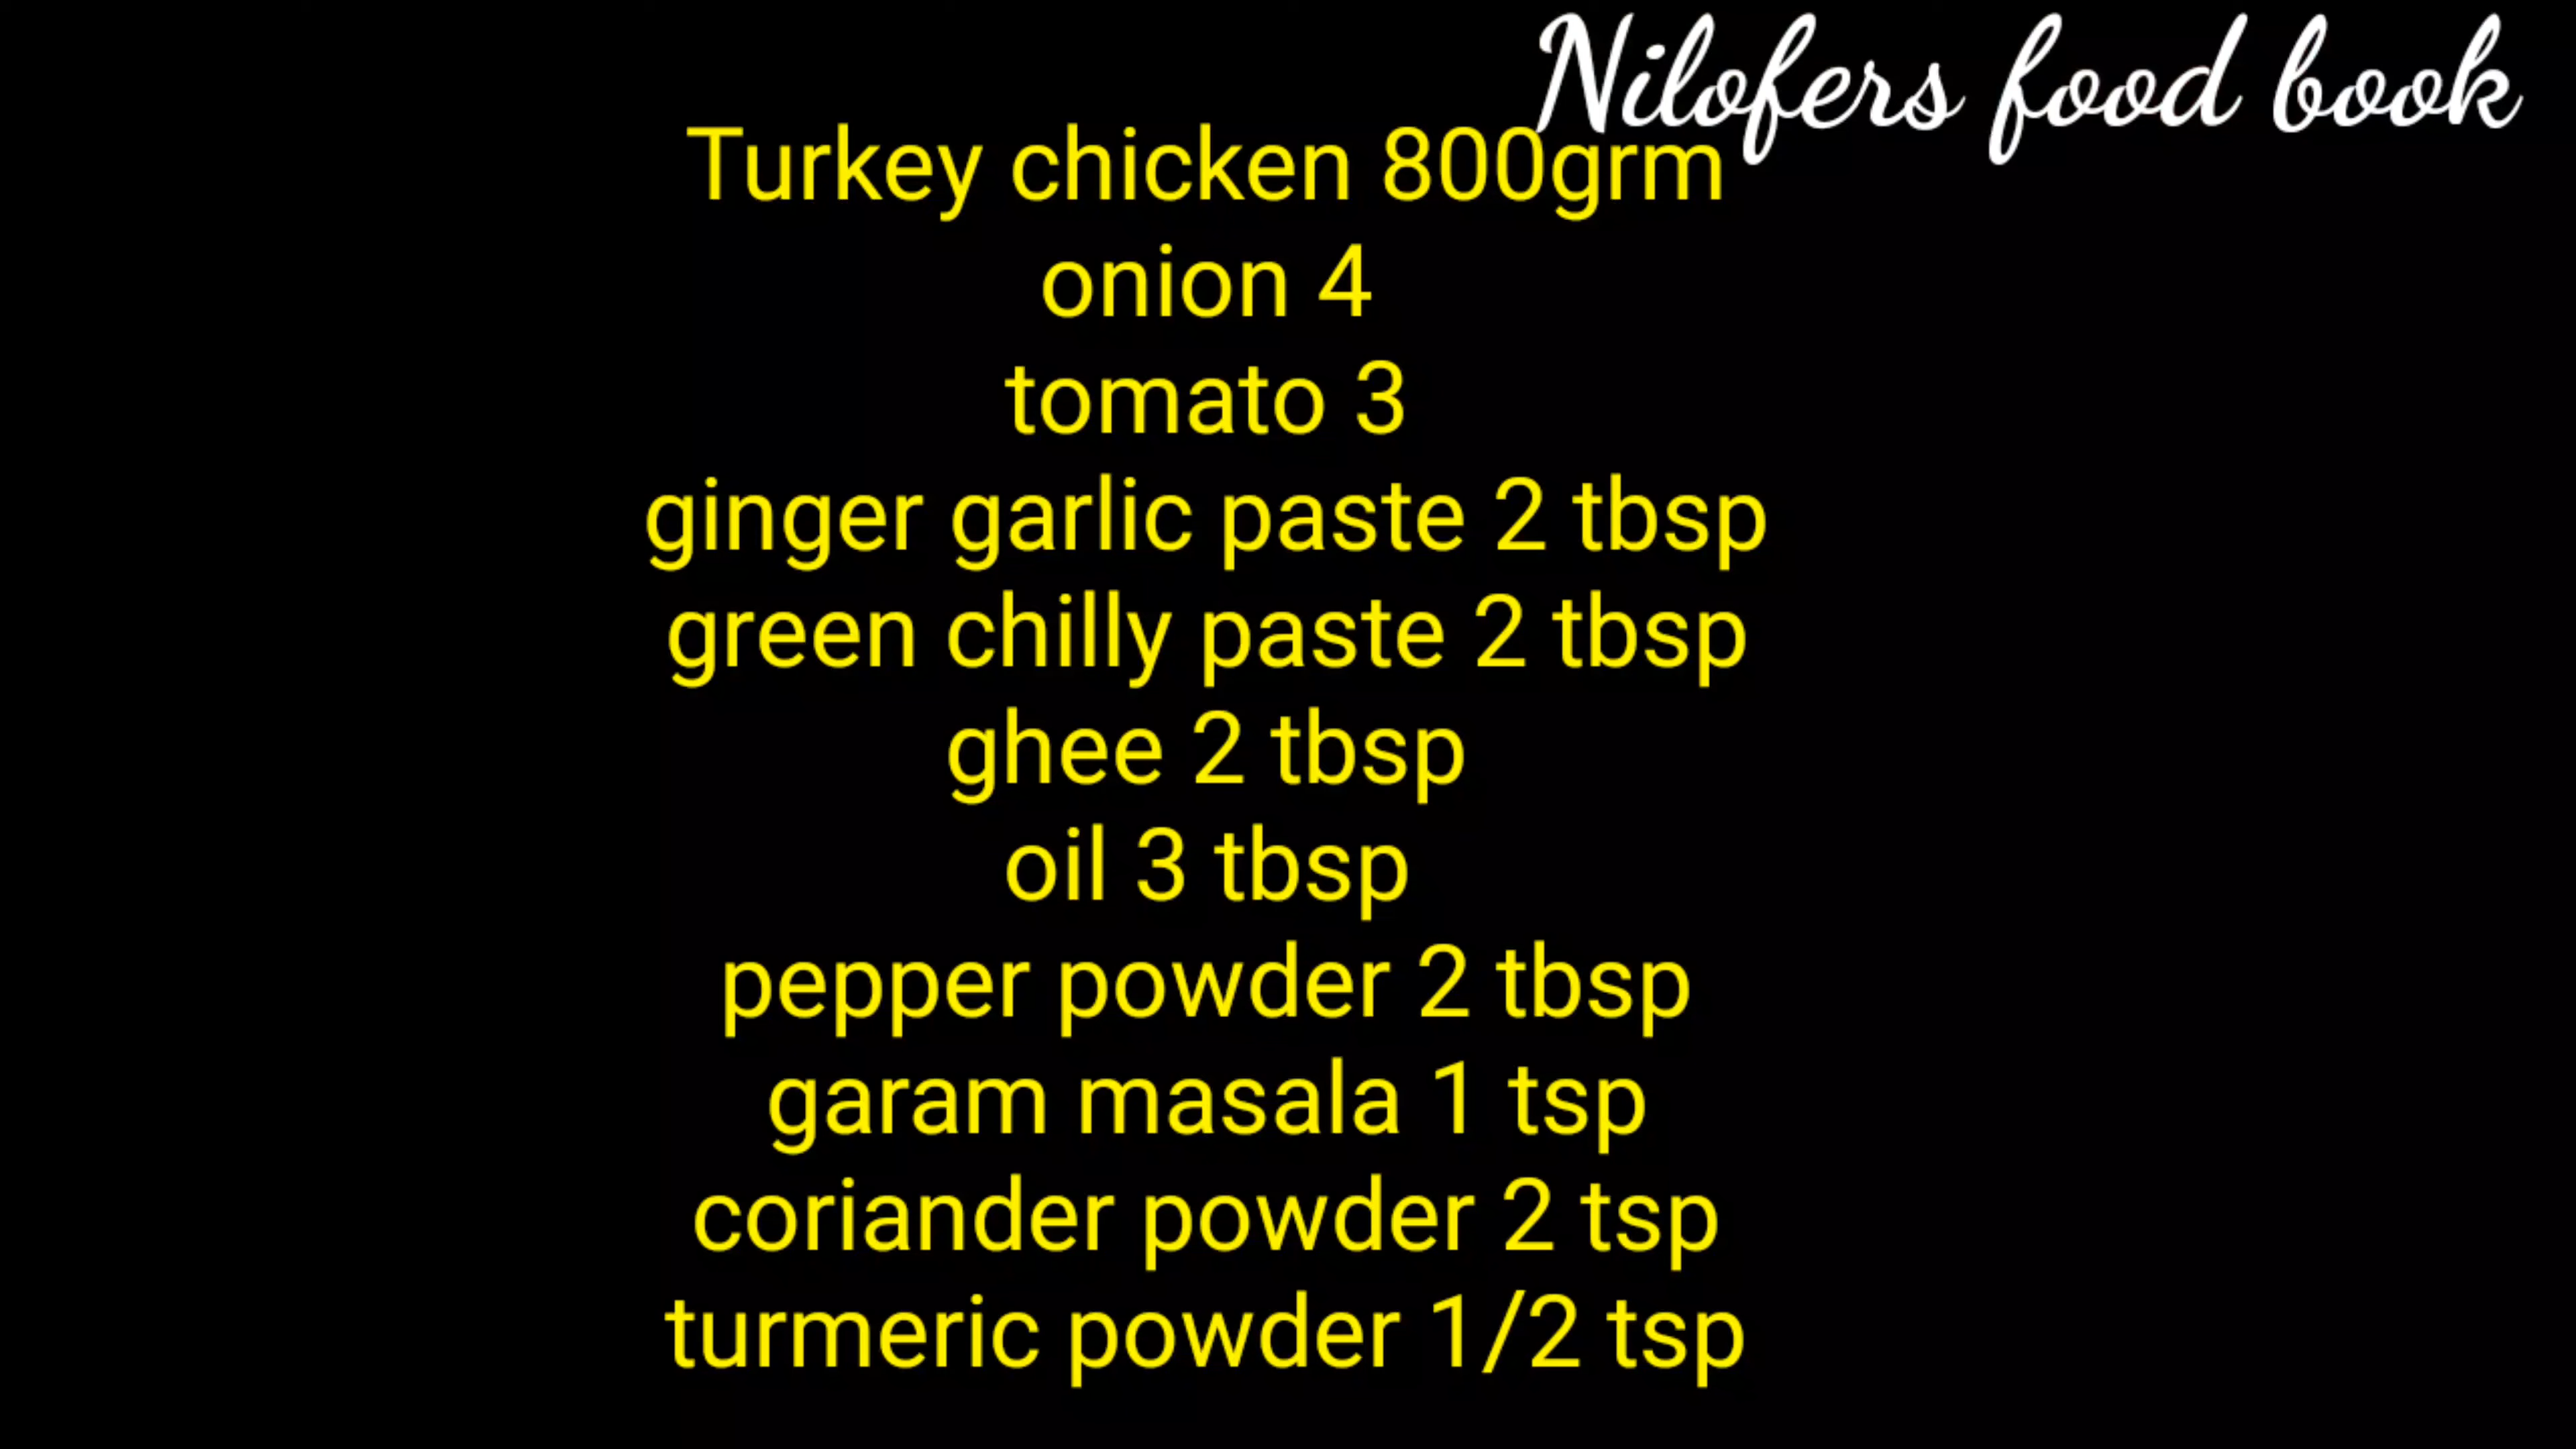 Nilofers food book
Turkey chicken 800grm
onion 4
tomato 3
ginger garlic paste 2 tbsp
green chilly paste 2 tbsp
ghee 2 tbsp
oil 3 tbsp
pepper powder 2 tbsp
garam masala 1 tsp
coriander powder 2 tsp
turmeric powder 1/2 tsp